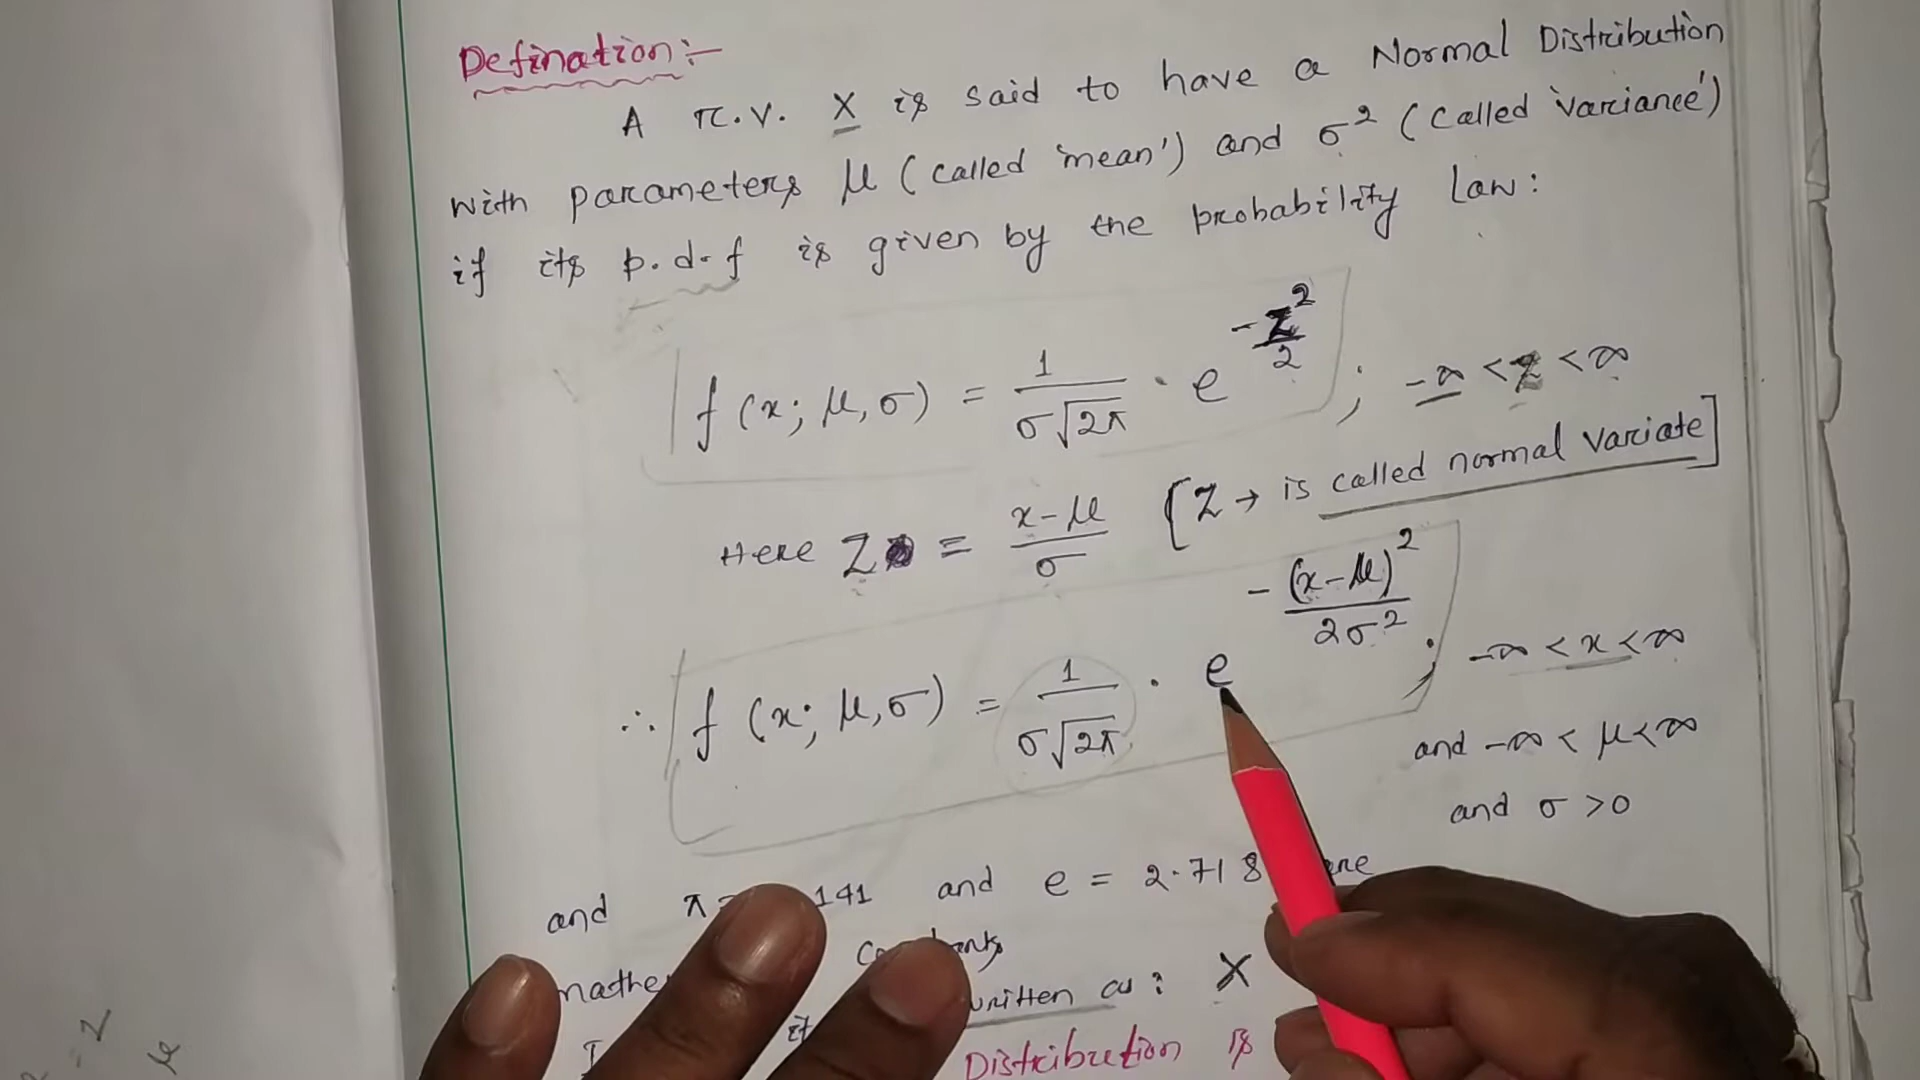 Defination:-
A r.v. X is said to have a Normal Distribution
with parameters μ (called 'mean') and σ² (called 'variance')
if its p.d.f is given by the probability Law:
f(x; μ, σ) = 1/(σ√2π) · e^(-z²/2) ; -∞ < z < ∞
Here Z = (x-μ)/σ [Z → is called normal variate]
∴ f(x; μ, σ) = 1/(σ√2π) · e^(-(x-μ)²/2σ²) ; -∞ < x < ∞
and -∞ < μ < ∞
and σ > 0
and π = 141 and e = 2.718
mathe
written as: X
I it
Distribution is